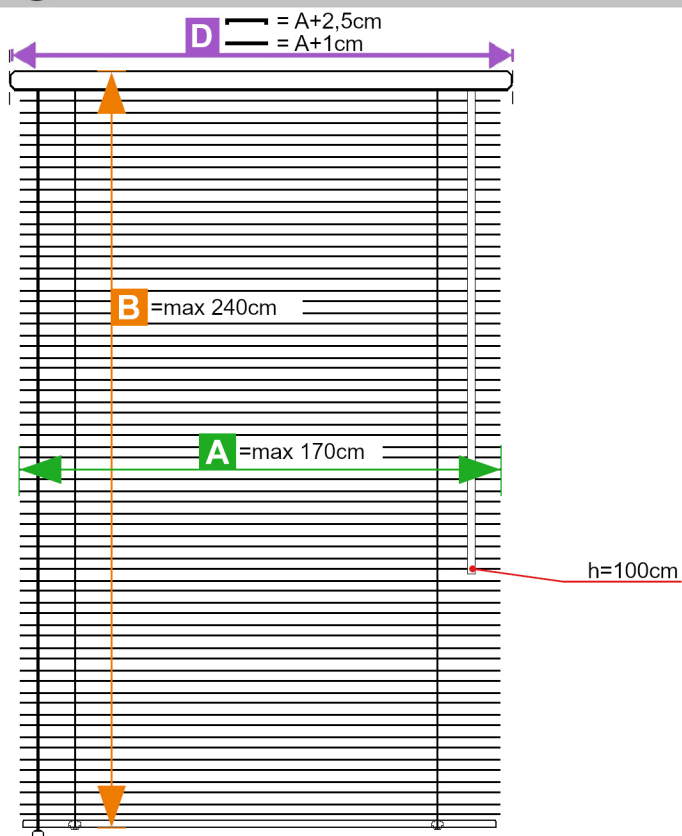 D = A+2,5cm
= A+1cm
B =max 240cm
A =max 170cm
h=100cm